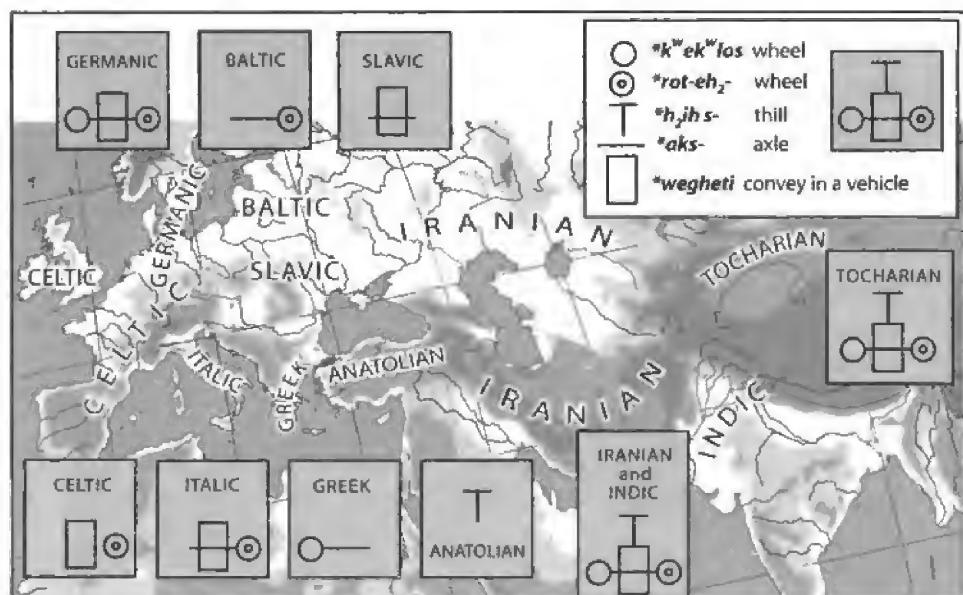 GERMANIC
BALTIC
SLAVIC
*kʷekʷlos wheel
*rot-eh₂- wheel
*h₂ihs- thill
*aks- axle
*wegheti convey in a vehicle
GERMANIC
BALTIC
IRANIAN
CELTIC
SLAVIC
TOCHARIAN
TOCHARIAN
CELTIC
ITALIC
GREEK
ANATOLIAN
IRANIAN
INDIC
CELTIC
ITALIC
GREEK
ANATOLIAN
IRANIAN
and
INDIC